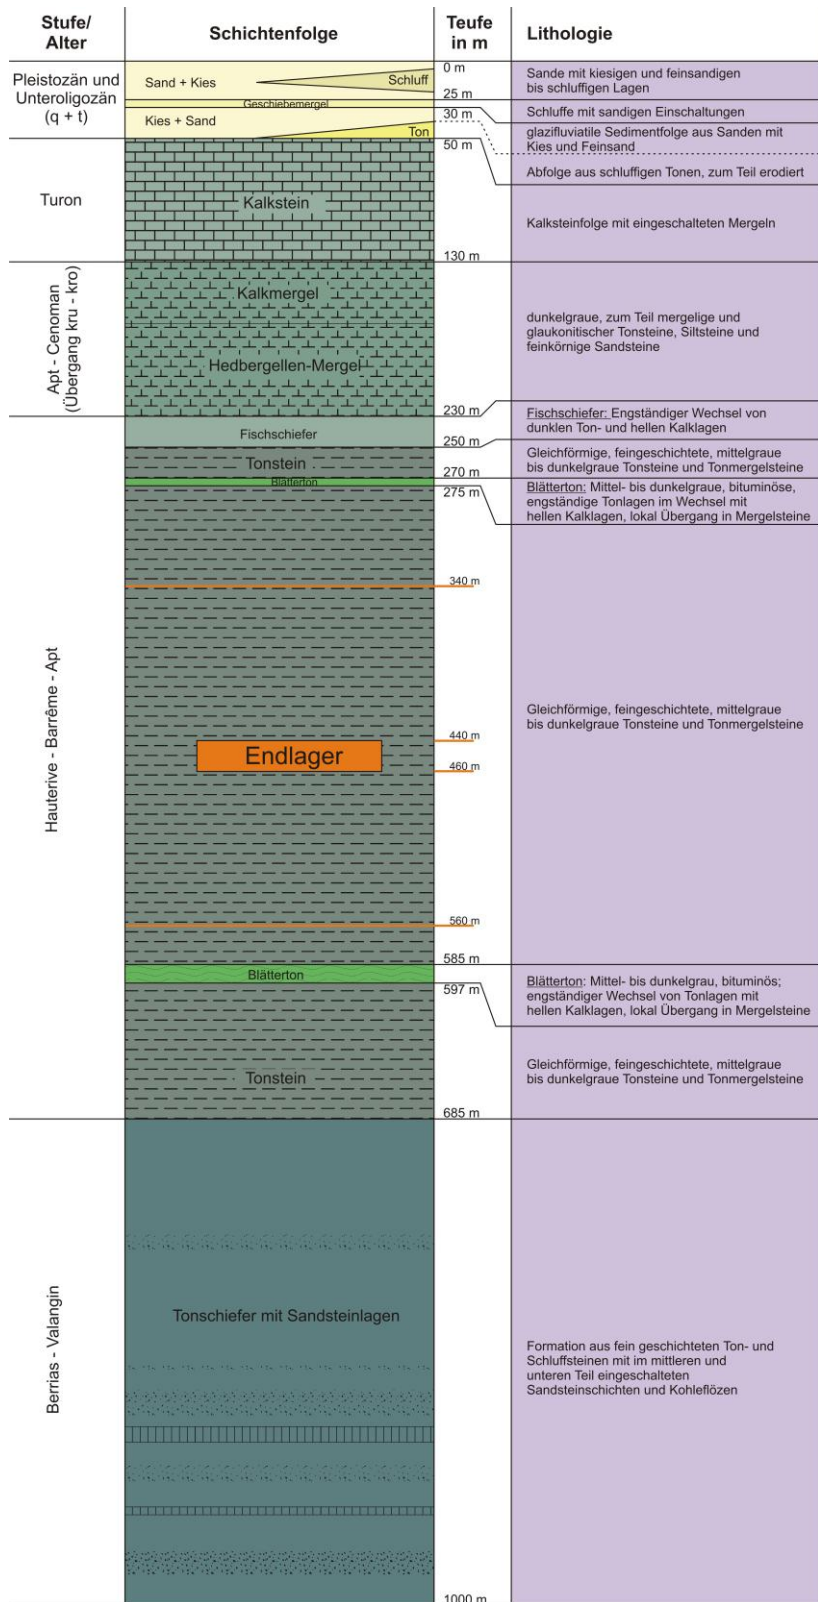 Stufe/
Alter
Schichtenfolge
Teufe
in m
Lithologie
Pleistozän und
Unteroligozän
(q + t)
Sand + Kies
Schluff
Geschiebemergel
Kies + Sand
Ton
0 m
25 m
30 m
50 m
Sande mit kiesigen und feinsandigen
bis schluffigen Lagen
Schluffe mit sandigen Einschaltungen
glazifluviatile Sedimentfolge aus Sanden mit
Kies und Feinsand
Abfolge aus schluffigen Tonen, zum Teil erodiert
Turon
Kalkstein
130 m
Kalksteinfolge mit eingeschalteten Mergeln
Apt - Cenoman
(Übergang kru - kro)
Kalkmergel
Hedbergellen-Mergel
230 m
dunkelgraue, zum Teil mergelige und
glaukonitischer Tonsteine, Siltsteine und
feinkörnige Sandsteine
Hauterive - Barrême - Apt
Fischschiefer
250 m
Fischschiefer: Engständiger Wechsel von
dunklen Ton- und hellen Kalklagen
Tonstein
270 m
Gleichförmige, feingeschichtete, mittelgraue
bis dunkelgraue Tonsteine und Tonmergelsteine
Blätterton
275 m
Blätterton: Mittel- bis dunkelgraue, bituminöse,
engständige Tonlagen im Wechsel mit
hellen Kalklagen, lokal Übergang in Mergelsteine
340 m
440 m
Endlager
460 m
560 m
585 m
Gleichförmige, feingeschichtete, mittelgraue
bis dunkelgraue Tonsteine und Tonmergelsteine
Blätterton
597 m
Blätterton: Mittel- bis dunkelgrau, bituminös;
engständiger Wechsel von Tonlagen mit
hellen Kalklagen, lokal Übergang in Mergelsteine
Tonstein
685 m
Gleichförmige, feingeschichtete, mittelgraue
bis dunkelgraue Tonsteine und Tonmergelsteine
Berrias - Valangin
Tonschiefer mit Sandsteinlagen
1000 m
Formation aus fein geschichteten Ton- und
Schluffsteinen mit im mittleren und
unteren Teil eingeschalteten
Sandsteinschichten und Kohleflözen